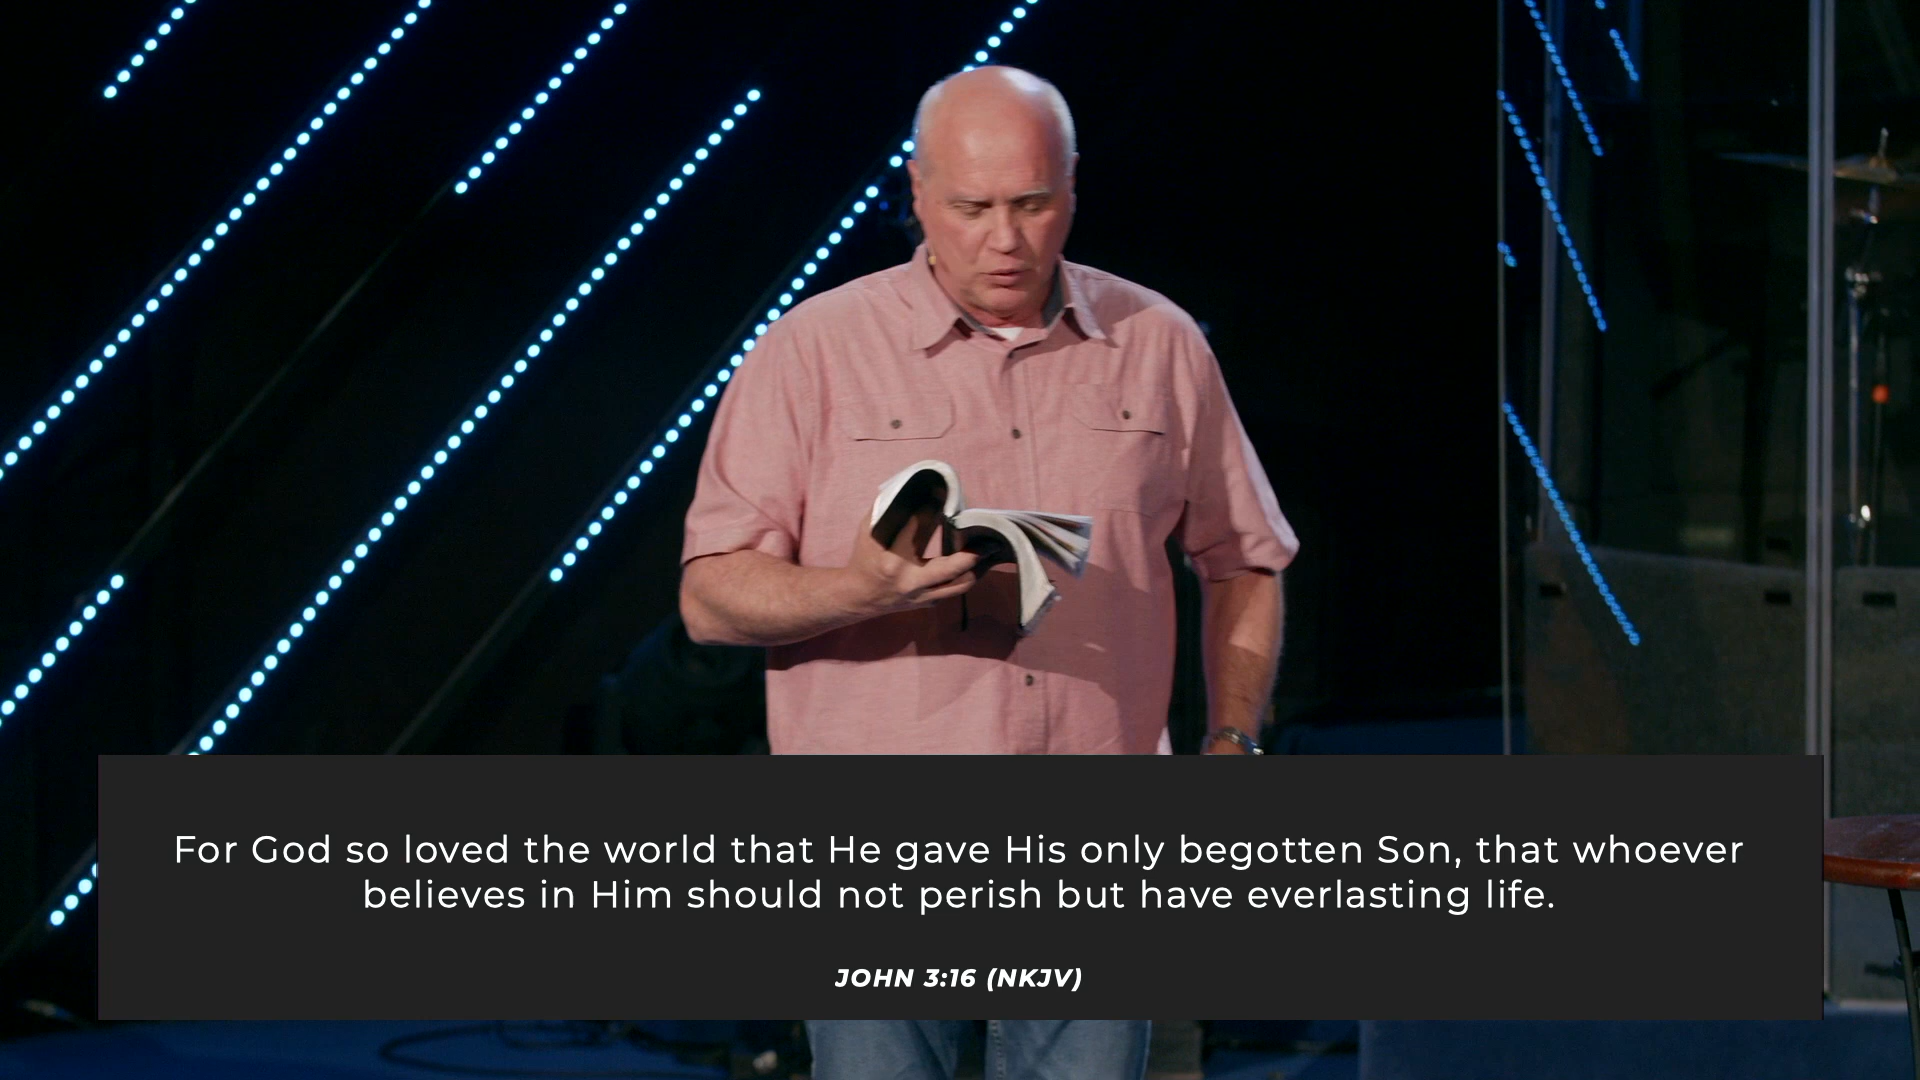 For God so loved the world that He gave His only begotten Son, that whoever
believes in Him should not perish but have everlasting life.
JOHN 3:16 (NKJV)